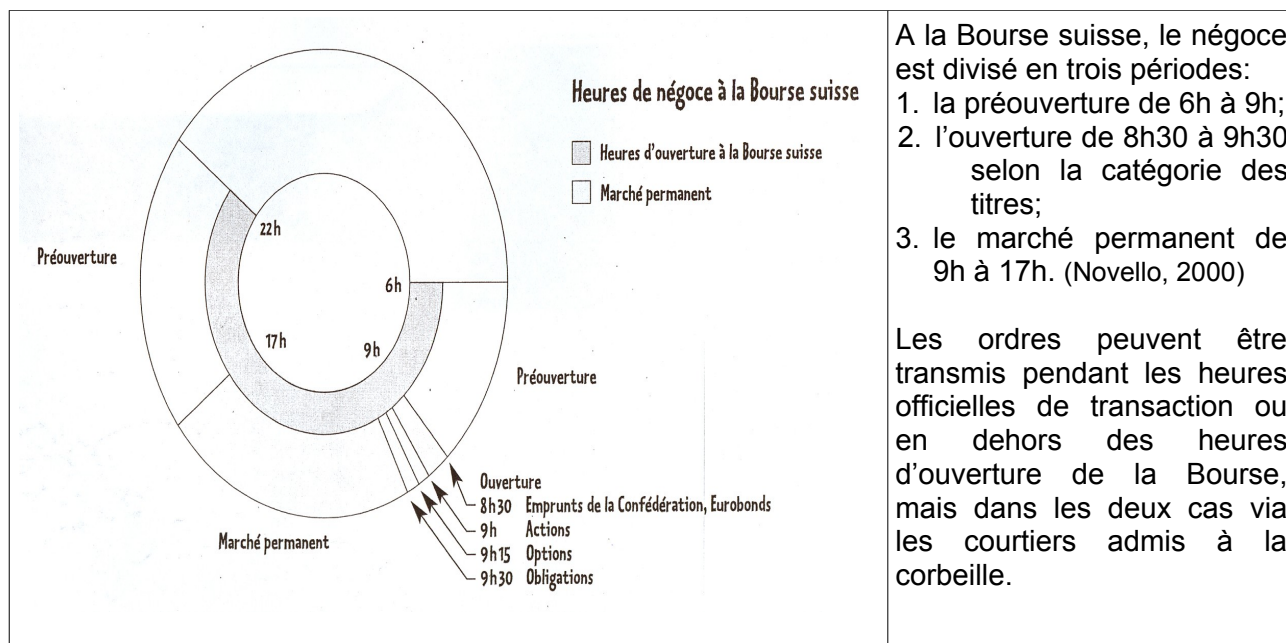 Heures de négoce à la Bourse suisse
Heures d'ouverture à la Bourse suisse
Marché permanent
22h
Préouverture
6h
17h
9h
Préouverture
Ouverture
8h30 Emprunts de la Confédération, Eurobonds
9h Actions
9h15 Options
9h30 Obligations
Marché permanent
A la Bourse suisse, le négoce
est divisé en trois périodes:
1. la préouverture de 6h à 9h;
2. l'ouverture de 8h30 à 9h30
selon la catégorie des
titres;
3. le marché permanent de
9h à 17h. (Novello, 2000)
Les ordres peuvent être
transmis pendant les heures
officielles de transaction ou
en dehors des heures
d'ouverture de la Bourse,
mais dans les deux cas via
les courtiers admis à la
corbeille.